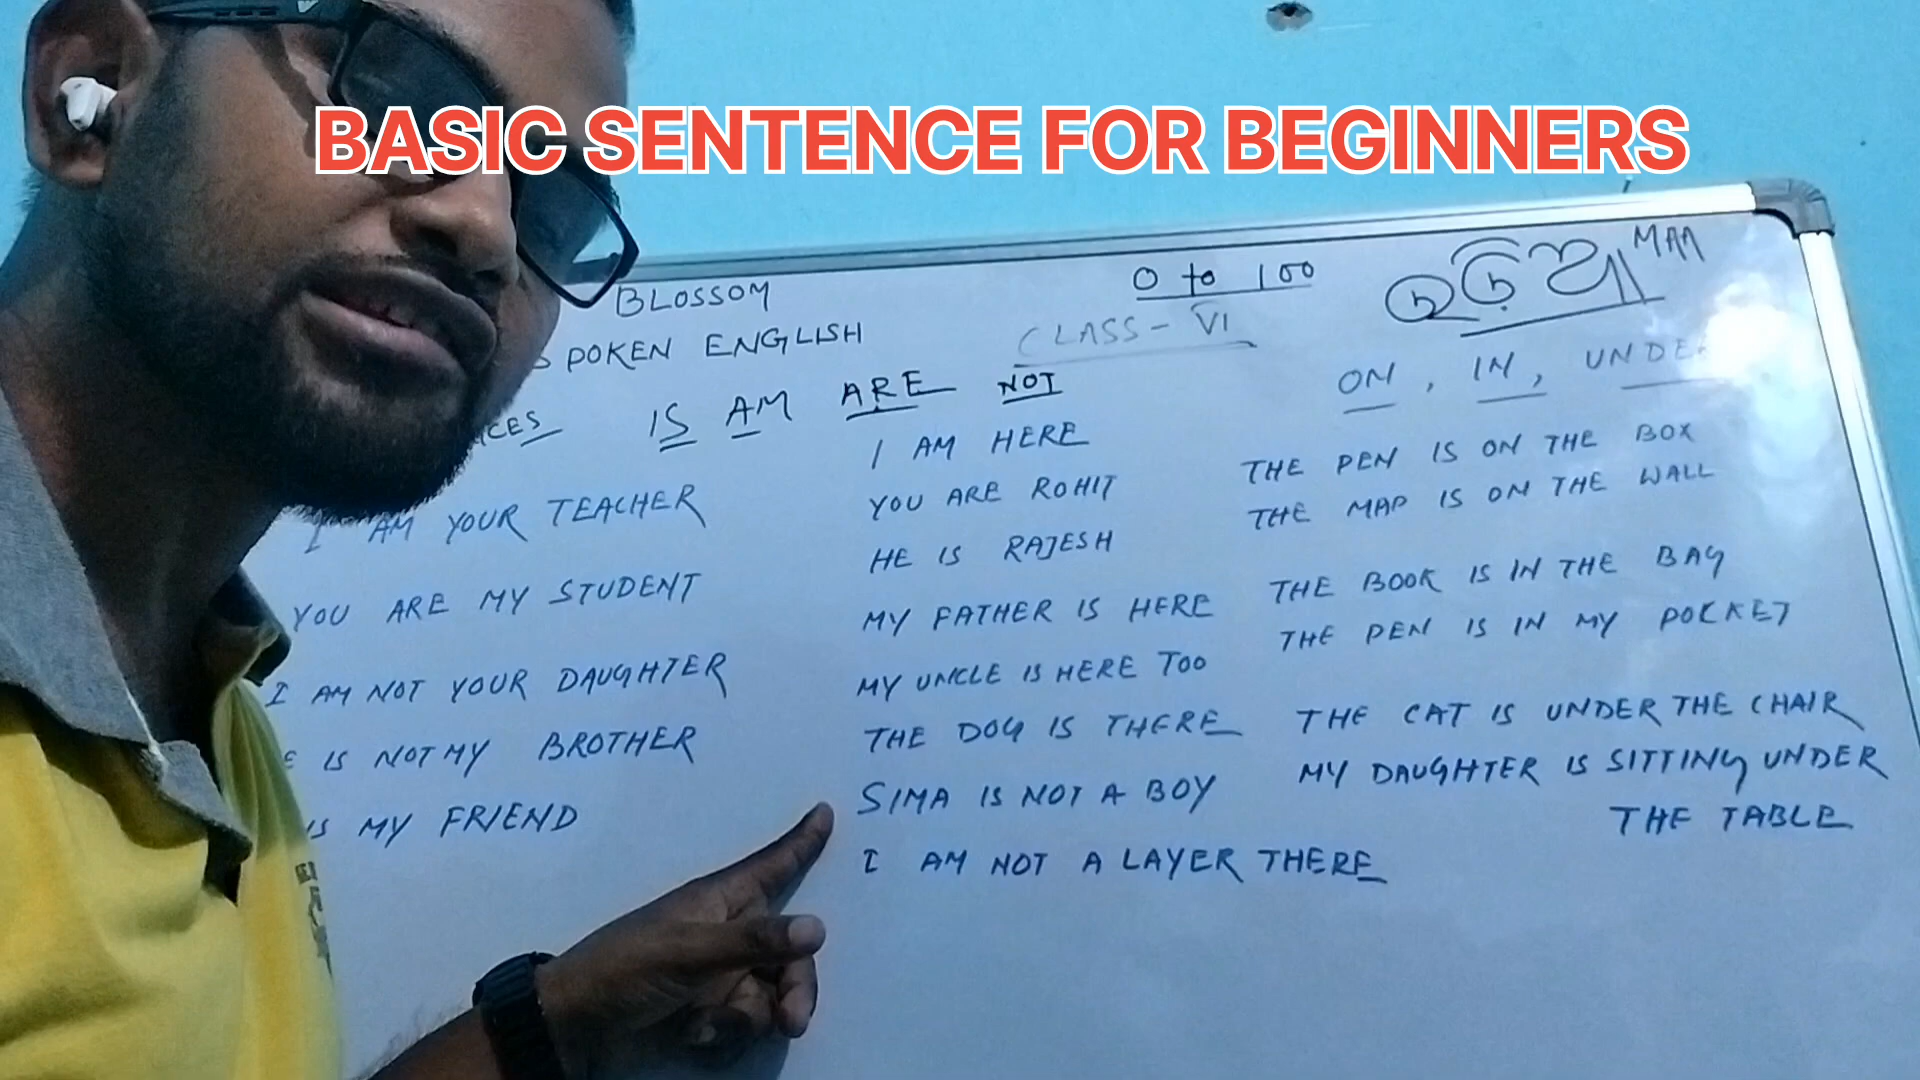 BASIC SENTENCE FOR BEGINNERS
BLOSSOM
SPOKEN ENGLISH
0 to 100
CLASS - VI
MAA
IS AM ARE NOT
I AM YOUR TEACHER
YOU ARE MY STUDENT
I AM NOT YOUR DAUGHTER
IS NOT MY BROTHER
IS MY FRIEND
I AM HERE
YOU ARE ROHIT
HE IS RAJESH
MY FATHER IS HERE
MY UNCLE IS HERE TOO
THE DOG IS THERE
SIMA IS NOT A BOY
I AM NOT A LAYER THERE
ON, IN, UNDER
THE PEN IS ON THE BOX
THE MAP IS ON THE WALL
THE BOOK IS IN THE BAG
THE PEN IS IN MY POCKET
THE CAT IS UNDER THE CHAIR
MY DAUGHTER IS SITTING UNDER
THE TABLE